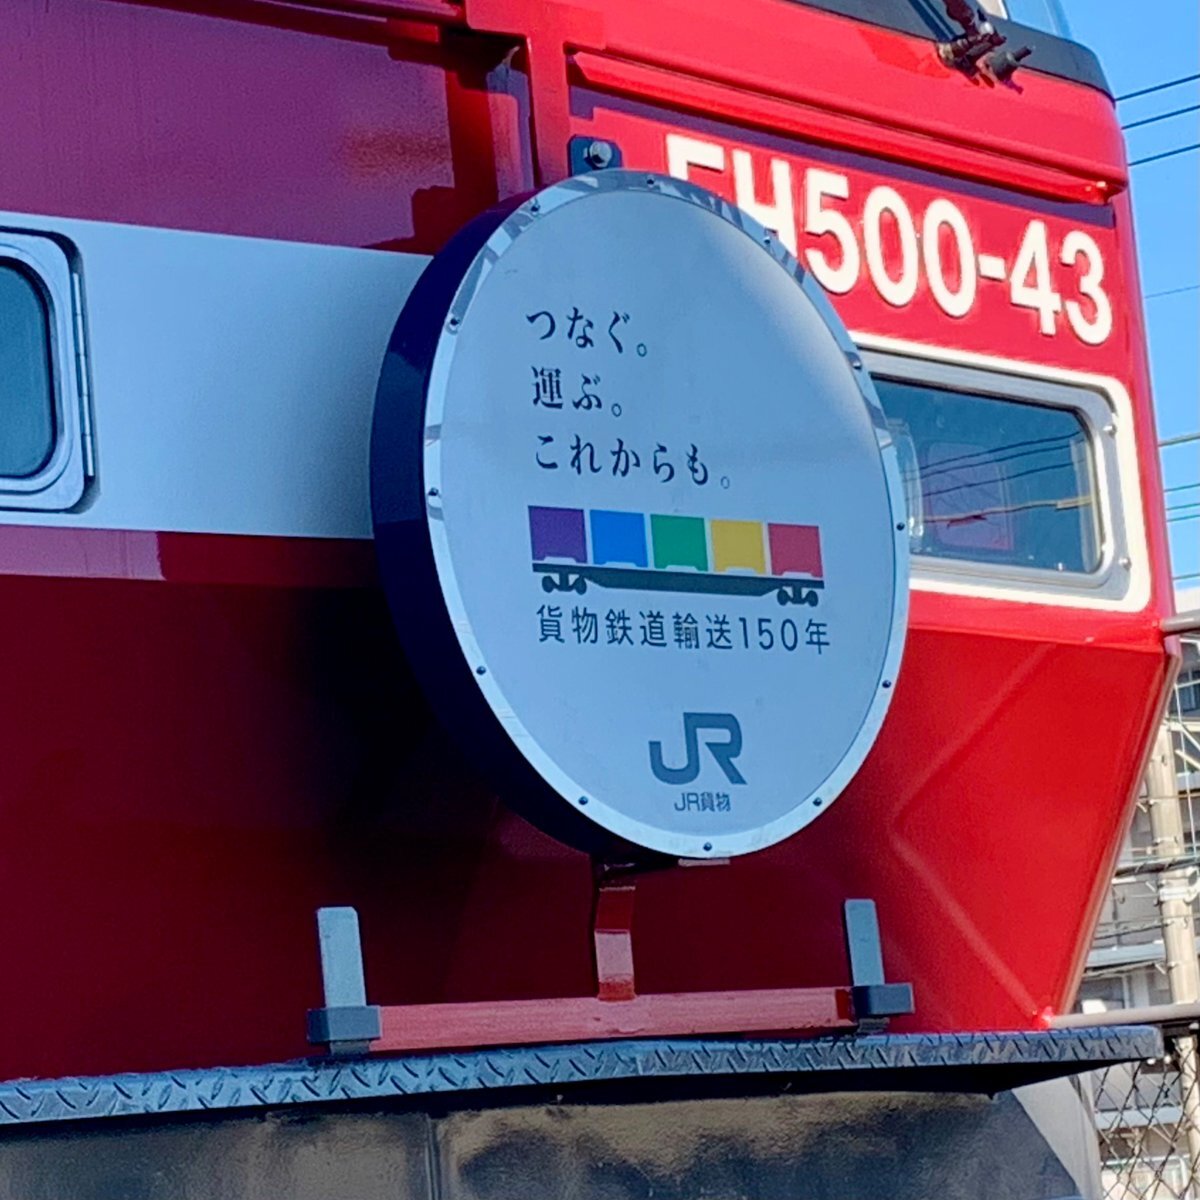 EH500-43
つなぐ。
運ぶ。
これからも。
貨物鉄道輸送150年
JR
JR貨物